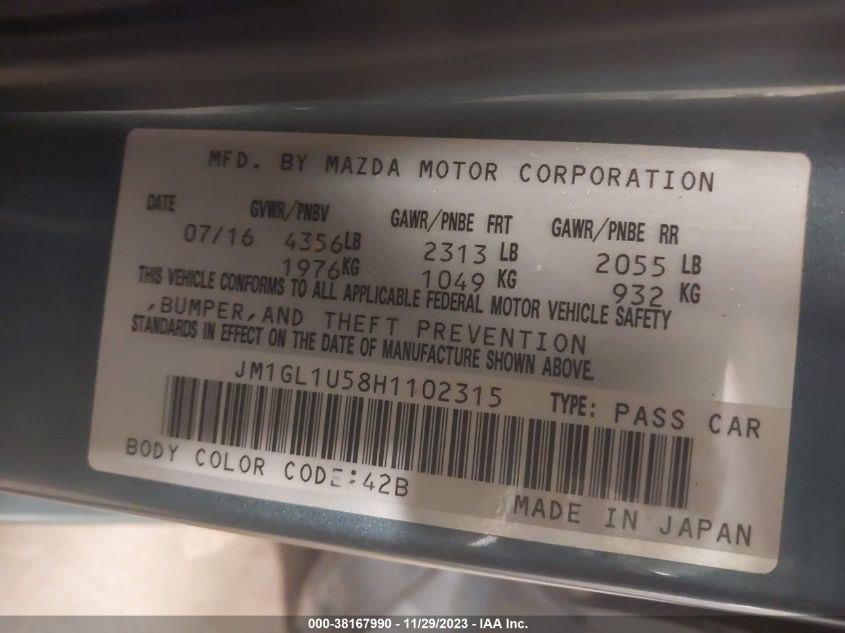 MFD. BY MAZDA MOTOR CORPORATION
DATE GVWR/PNBV GAWR/PNBE FRT GAWR/PNBE RR
07/16 4356LB 2313 LB 2055 LB
1976KG 1049 KG 932 KG
THIS VEHICLE CONFORMS TO ALL APPLICABLE FEDERAL MOTOR VEHICLE SAFETY
,BUMPER,AND THEFT PREVENTION
STANDARDS IN EFFECT ON THE DATE OF MANUFACTURE SHOWN ABOVE.
JM1GL1U58H1102315 TYPE: PASS CAR
BODY COLOR CODE:42B
MADE IN JAPAN
000-38167990 - 11/29/2023 - IAA Inc.